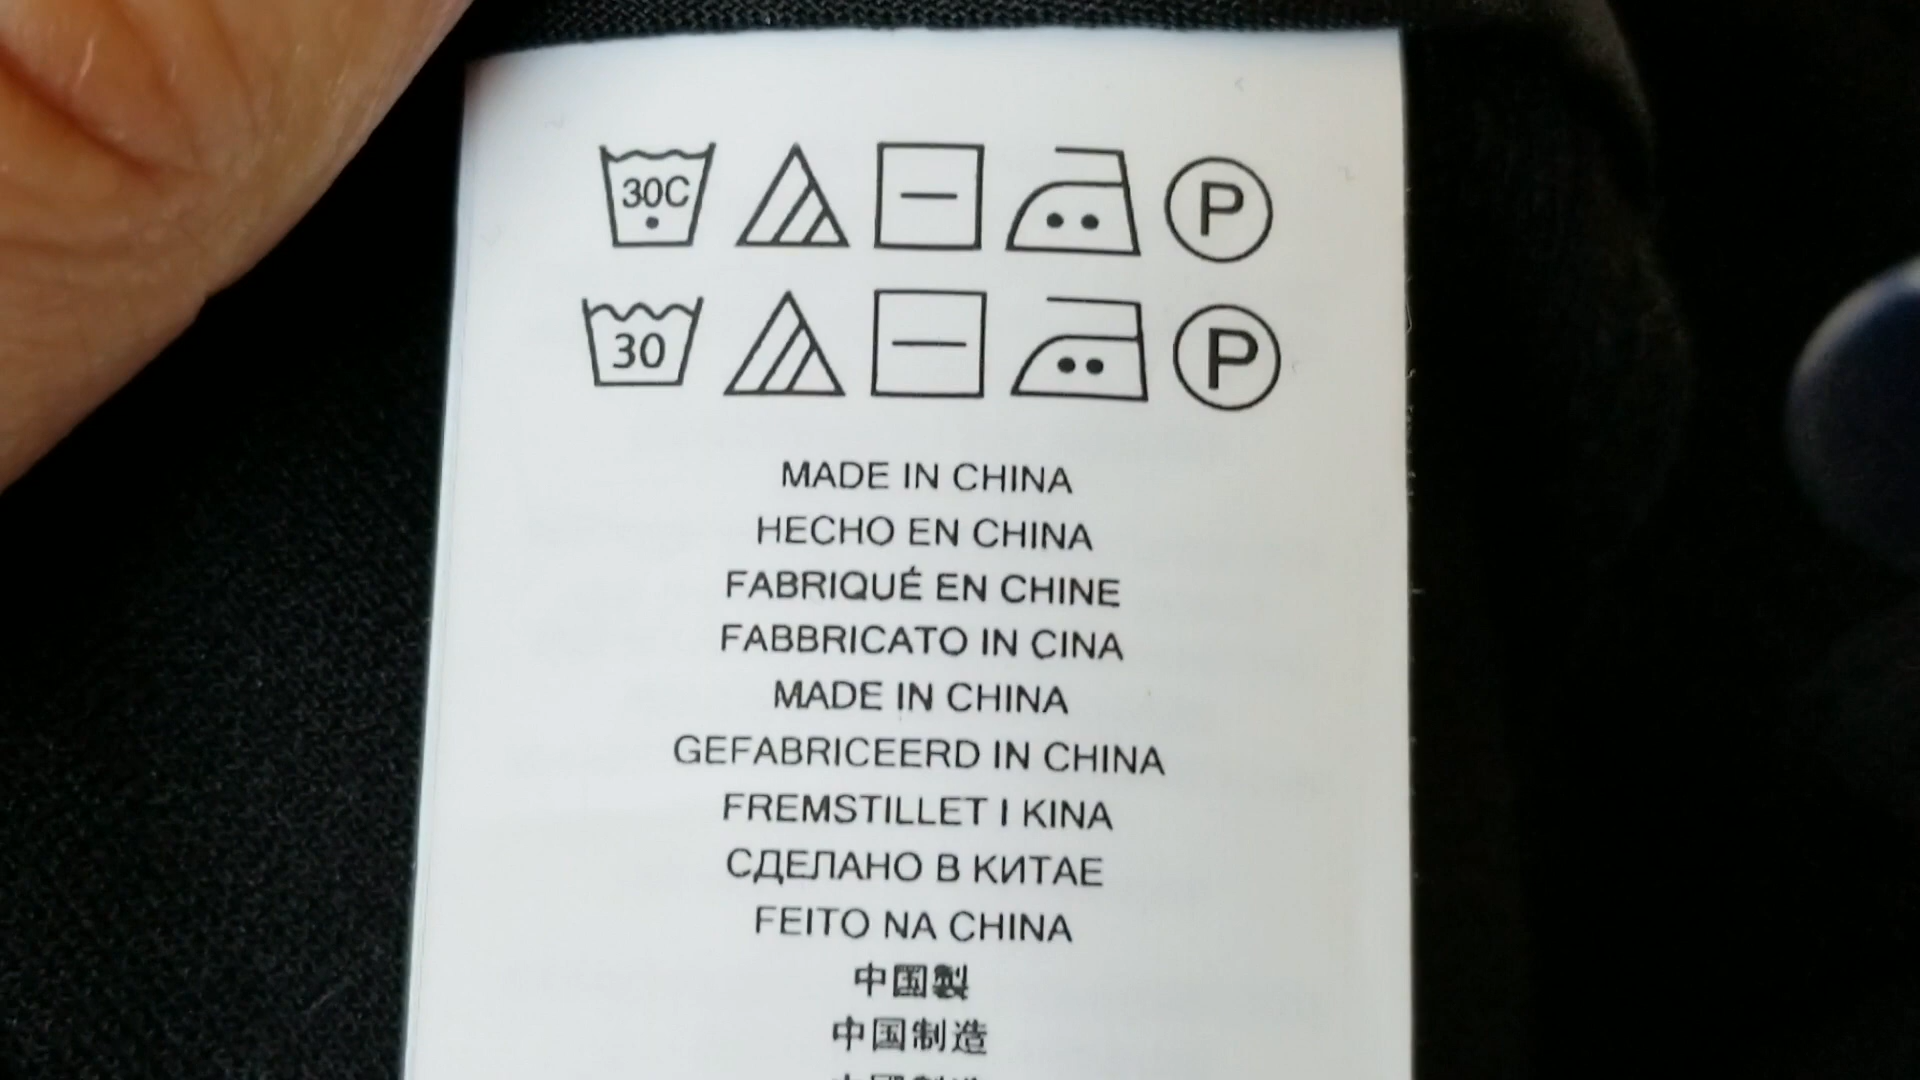 30C
P
30
P
MADE IN CHINA
HECHO EN CHINA
FABRIQUÉ EN CHINE
FABBRICATO IN CINA
MADE IN CHINA
GEFABRICEERD IN CHINA
FREMSTILLET I KINA
СДЕЛАНО В КИТАЕ
FEITO NA CHINA
中国製
中国制造